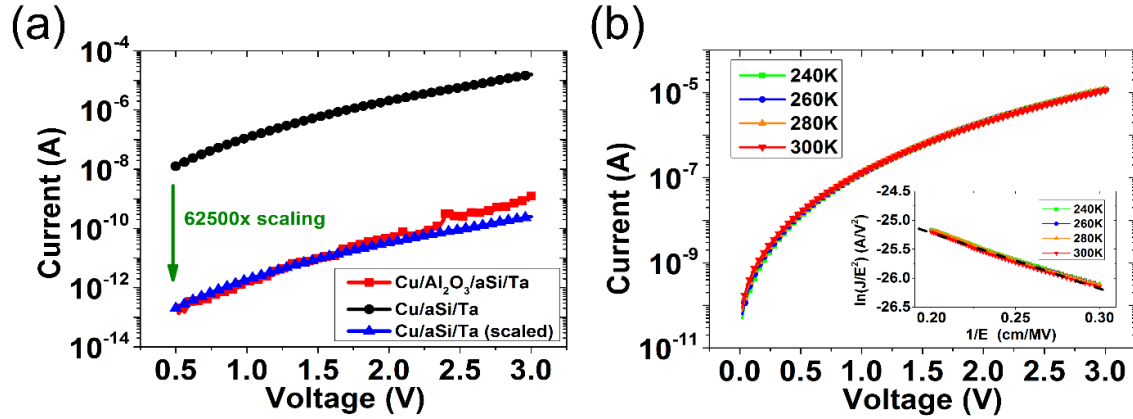 (a)
10⁻⁴
10⁻⁶
10⁻⁸
10⁻¹⁰
10⁻¹²
10⁻¹⁴
Current (A)
62500x scaling
Cu/Al₂O₃/aSi/Ta
Cu/aSi/Ta
Cu/aSi/Ta (scaled)
0.5 1.0 1.5 2.0 2.5 3.0
Voltage (V)
(b)
240K
260K
280K
300K
10⁻⁵
10⁻⁷
10⁻⁹
10⁻¹¹
Current (A)
-24.5
-25.0
-25.5
-26.0
-26.5
ln(J/E²) (A/V²)
240K
260K
280K
300K
0.20 0.25 0.30
1/E (cm/MV)
0.0 0.5 1.0 1.5 2.0 2.5 3.0
Voltage (V)